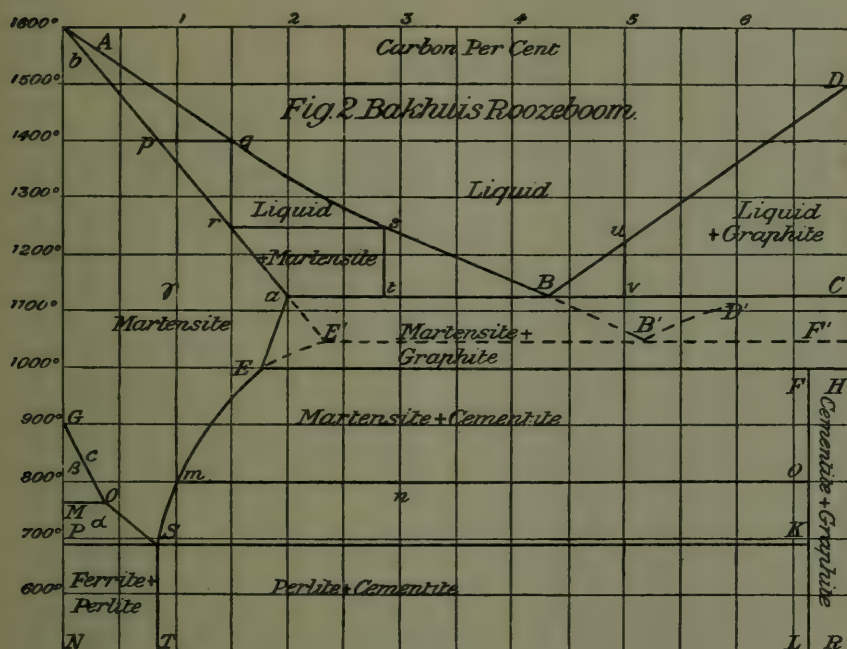 1 2 3 4 5 6
1600°
A
Carbon Per Cent
b
1500°
D
Fig. 2 Bakhuis Roozeboom.
1400°
p q
Liquid
1300°
Liquid
Liquid
+Graphite
r s
u
1200°
+Martensite
γ
a t B v C
1100°
Martensite
E' Martensite+
Graphite
B' D' F''
1000°
E
F H
Martensite+Cementite
900°
G
c
β
800°
m n O
M O
α
700°
P S K
Cementite+Graphite
Ferrite+
Perlite
600°
Perlite+Cementite
N T L R